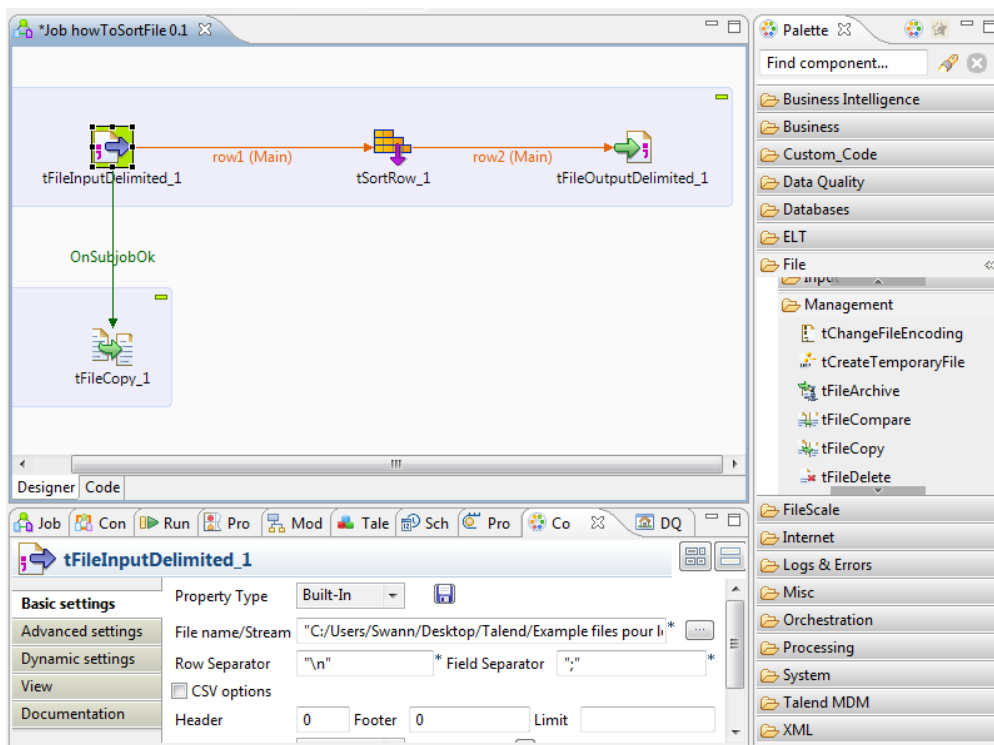 *Job howToSortFile 0.1
tFileInputDelimited_1
row1 (Main)
tSortRow_1
row2 (Main)
tFileOutputDelimited_1
OnSubjobOk
tFileCopy_1
Designer Code
Palette
Find component...
Business Intelligence
Business
Custom_Code
Data Quality
Databases
ELT
File
Input
Management
tChangeFileEncoding
tCreateTemporaryFile
tFileArchive
tFileCompare
tFileCopy
tFileDelete
FileScale
Internet
Logs & Errors
Misc
Orchestration
Processing
System
Talend MDM
XML
Job Con Run Pro Mod Tale Sch Pro Co DQ
tFileInputDelimited_1
Basic settings
Advanced settings
Dynamic settings
View
Documentation
Property Type Built-In
File name/Stream "C:/Users/Swann/Desktop/Talend/Example files pour * ...
Row Separator "\n" * Field Separator ";" *
CSV options
Header 0 Footer 0 Limit